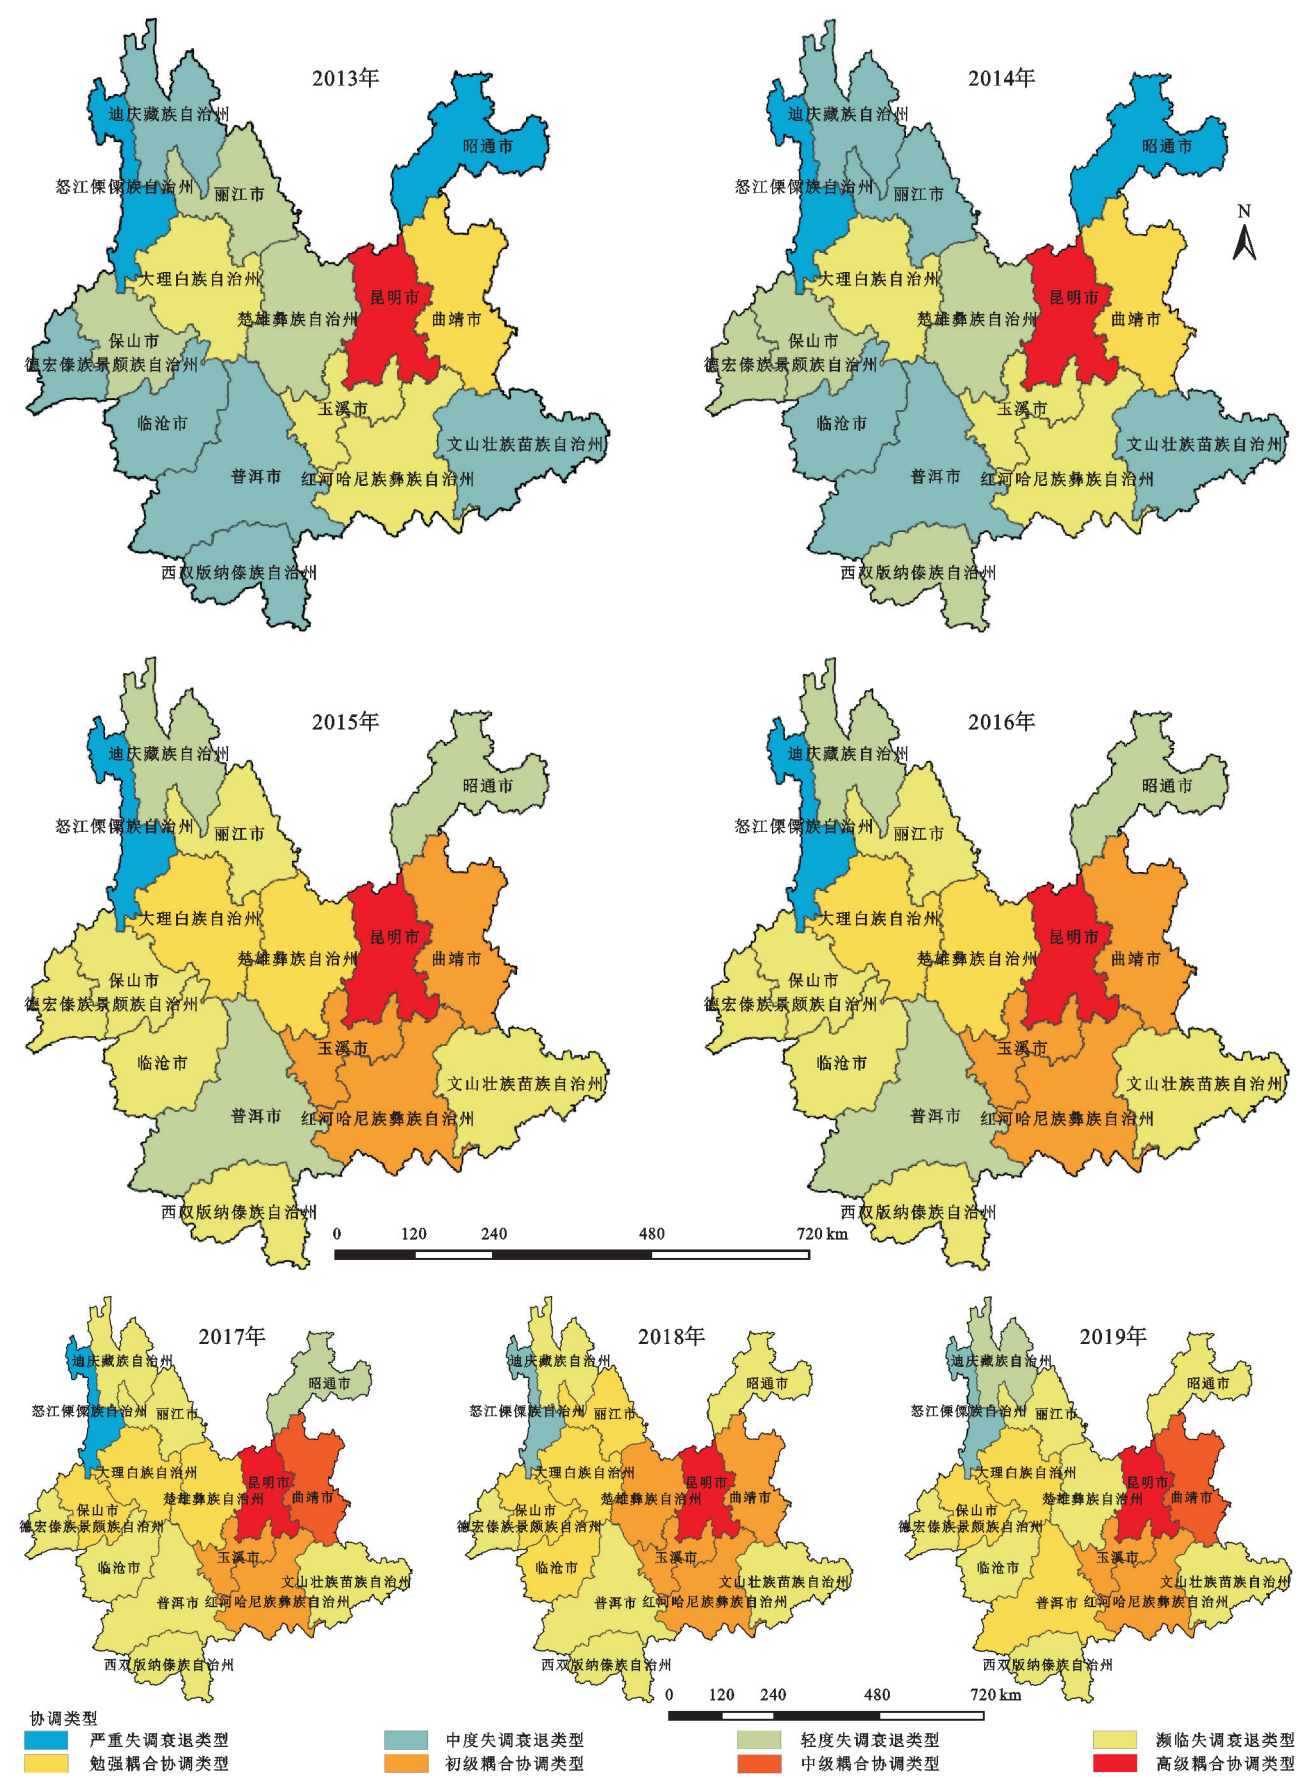 2013年
迪庆藏族自治州
昭通市
怒江傈僳族自治州
丽江市
大理白族自治州
昆明市
楚雄彝族自治州
曲靖市
保山市
德宏傣族景颇族自治州
玉溪市
临沧市
文山壮族苗族自治州
普洱市
红河哈尼族彝族自治州
西双版纳傣族自治州
2014年
迪庆藏族自治州
昭通市
怒江傈僳族自治州
丽江市
N
大理白族自治州
昆明市
楚雄彝族自治州
曲靖市
保山市
德宏傣族景颇族自治州
玉溪市
临沧市
文山壮族苗族自治州
普洱市
红河哈尼族彝族自治州
西双版纳傣族自治州
2015年
迪庆藏族自治州
昭通市
怒江傈僳族自治州
丽江市
大理白族自治州
昆明市
楚雄彝族自治州
曲靖市
保山市
德宏傣族景颇族自治州
玉溪市
临沧市
文山壮族苗族自治州
普洱市
红河哈尼族彝族自治州
西双版纳傣族自治州
2016年
迪庆藏族自治州
昭通市
怒江傈僳族自治州
丽江市
大理白族自治州
昆明市
楚雄彝族自治州
曲靖市
保山市
德宏傣族景颇族自治州
玉溪市
临沧市
文山壮族苗族自治州
普洱市
红河哈尼族彝族自治州
西双版纳傣族自治州
0 120 240 480 720 km
2017年
迪庆藏族自治州
昭通市
怒江傈僳族自治州
丽江市
大理白族自治州
昆明市
楚雄彝族自治州
曲靖市
保山市
德宏傣族景颇族自治州
玉溪市
临沧市
文山壮族苗族自治州
普洱市
红河哈尼族彝族自治州
西双版纳傣族自治州
2018年
迪庆藏族自治州
昭通市
怒江傈僳族自治州
丽江市
大理白族自治州
昆明市
楚雄彝族自治州
曲靖市
保山市
德宏傣族景颇族自治州
玉溪市
临沧市
文山壮族苗族自治州
普洱市
红河哈尼族彝族自治州
西双版纳傣族自治州
2019年
迪庆藏族自治州
昭通市
怒江傈僳族自治州
丽江市
大理白族自治州
昆明市
楚雄彝族自治州
曲靖市
保山市
德宏傣族景颇族自治州
玉溪市
临沧市
文山壮族苗族自治州
普洱市
红河哈尼族彝族自治州
西双版纳傣族自治州
0 120 240 480 720 km
协调类型
严重失调衰退类型 中度失调衰退类型 轻度失调衰退类型 濒临失调衰退类型
勉强耦合协调类型 初级耦合协调类型 中级耦合协调类型 高级耦合协调类型